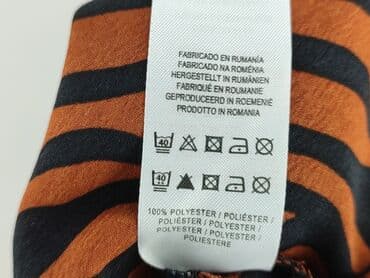 FABRICADO EN RUMANÍA
FABRICADO NA ROMÉNIA
HERGESTELLT IN RUMÄNIEN
FABRIQUÉ EN ROUMANIE
GEPRODUCEERD IN ROEMENIË
PRODOTTO IN ROMANIA
40
40
100% POLYESTER / POLIÉSTER /
POLIÉSTER / POLYESTER /
POLYESTER / POLYESTER /
POLIESTERE